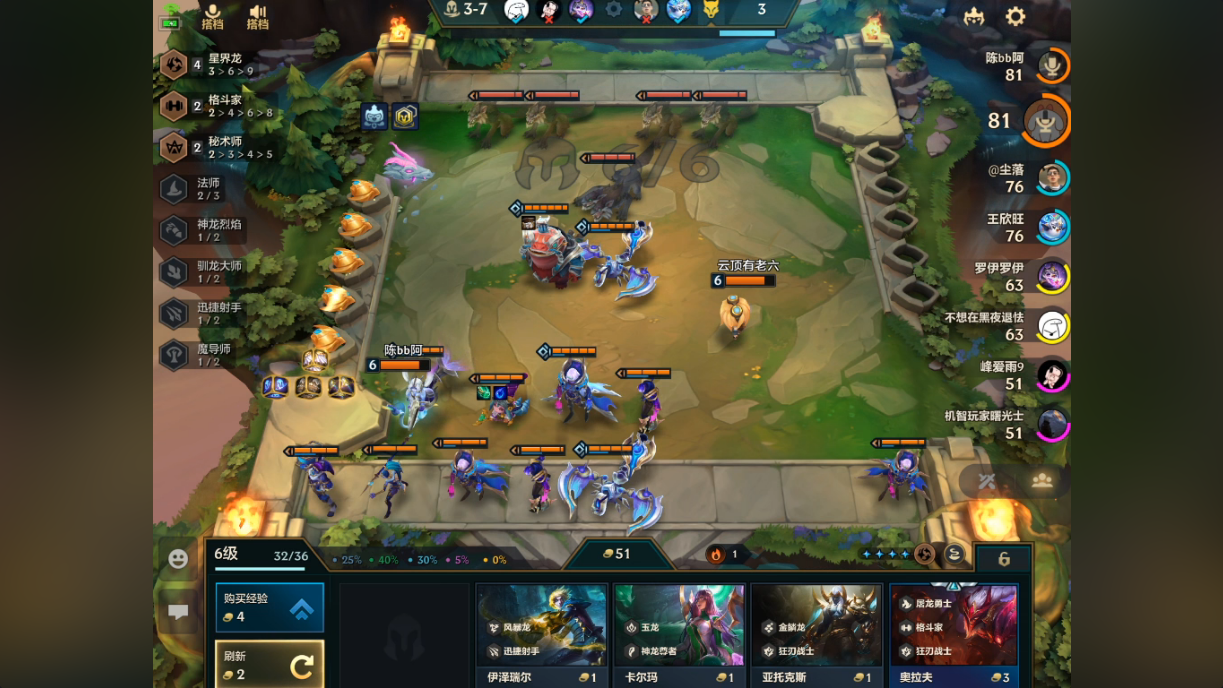 搭档
搭档
3-7
3
4
星界龙
3 > 6 > 9
2
格斗家
2 > 4 > 6 > 8
2
秘术师
2 > 3 > 4 > 5
法师
2 / 3
神龙烈焰
1 / 2
驯龙大师
1 / 2
迅捷射手
1 / 2
魔导师
1 / 2
6/6
云顶有老六
6
陈bb阿
6
陈bb阿
81
81
@尘落
76
王欣旺
76
罗伊罗伊
63
不想在黑夜退怯
63
峰爱雨9
51
机智玩家曙光士
51
6级
32/36
25%
40%
30%
5%
0%
51
1
6
购买经验
4
刷新
2
风暴龙
迅捷射手
伊泽瑞尔
1
玉龙
神龙尊者
卡尔玛
1
金鳞龙
狂刃战士
亚托克斯
1
屠龙勇士
格斗家
狂刃战士
奥拉夫
3